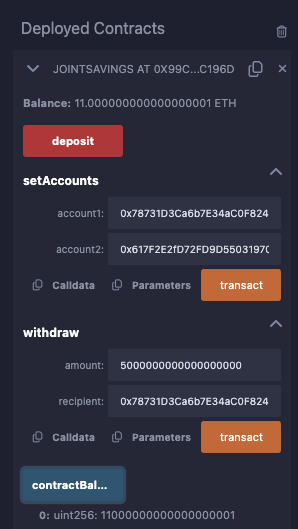 Deployed Contracts
JOINTSAVINGS AT 0X99C...C196D
Balance: 11.000000000000000001 ETH
deposit
setAccounts
account1: 0x78731D3Ca6b7E34aC0F824
account2: 0x617F2E2fD72FD9D5503197
Calldata Parameters transact
withdraw
amount: 5000000000000000000
recipient: 0x78731D3Ca6b7E34aC0F824
Calldata Parameters transact
contractBal...
0: uint256: 11000000000000000001